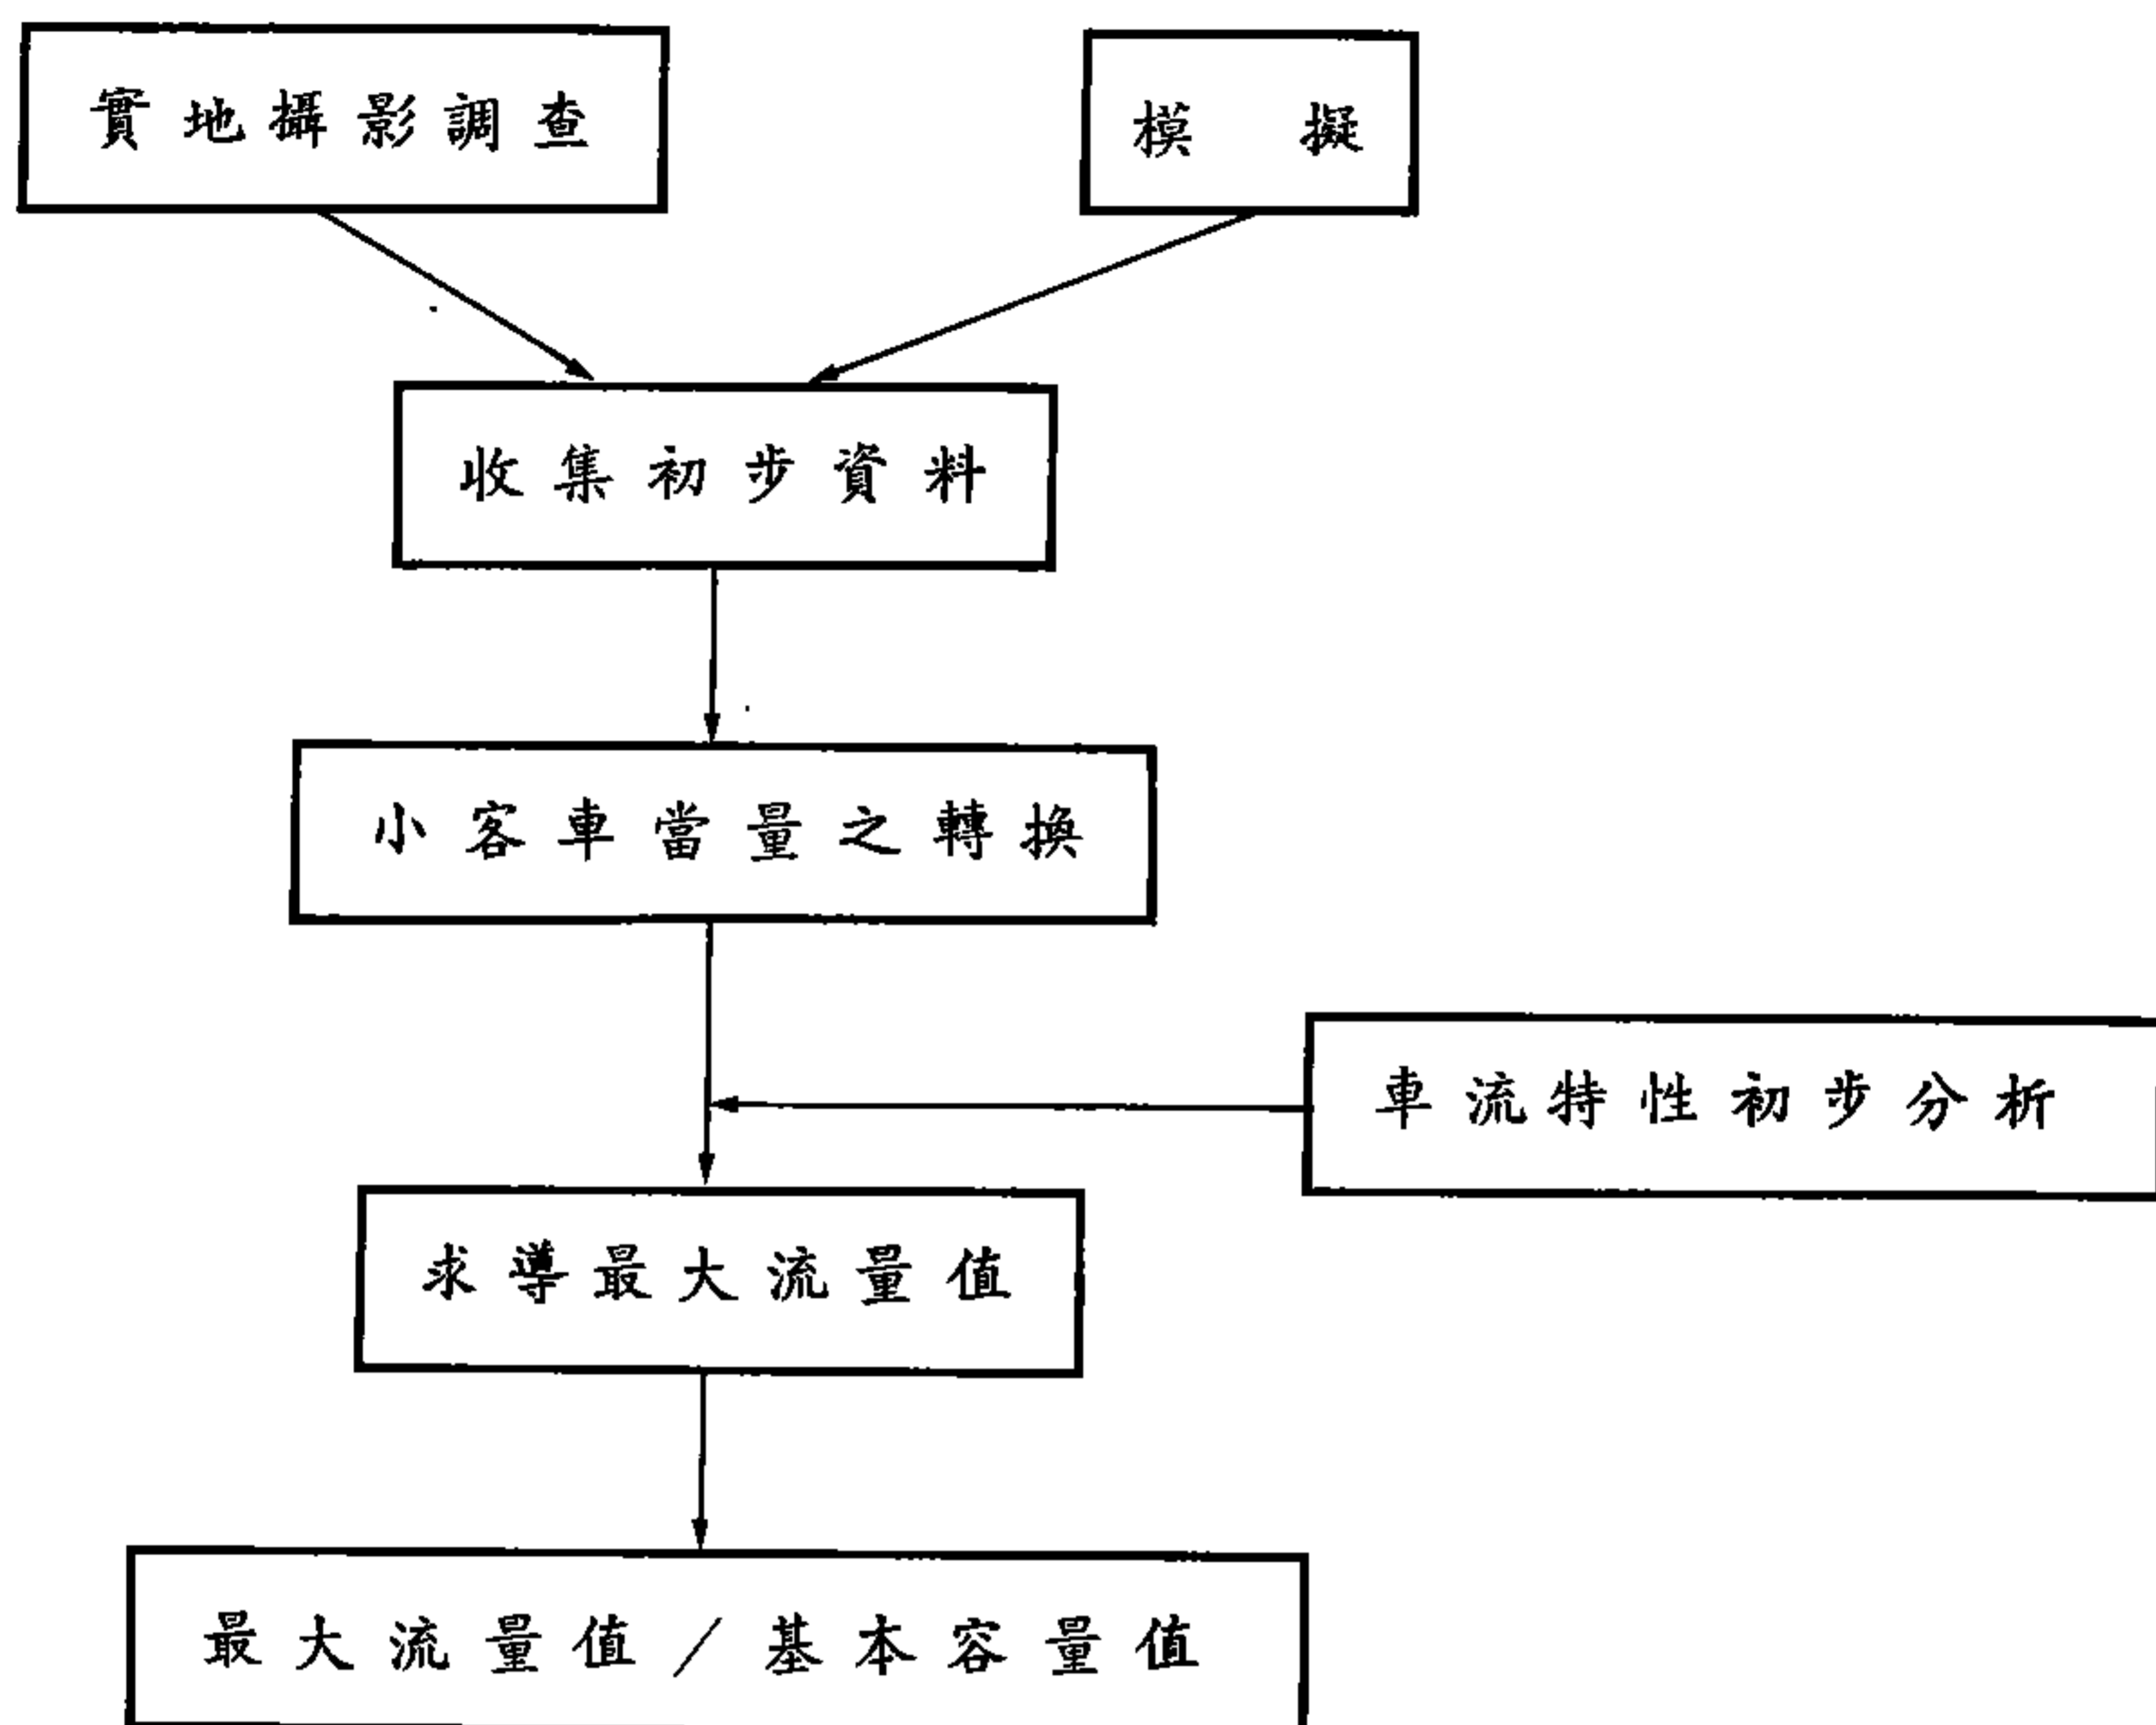 實地攝影調查
模擬
收集初步資料
小客車當量之轉換
車流特性初步分析
求導最大流量值
最大流量值／基本容量值